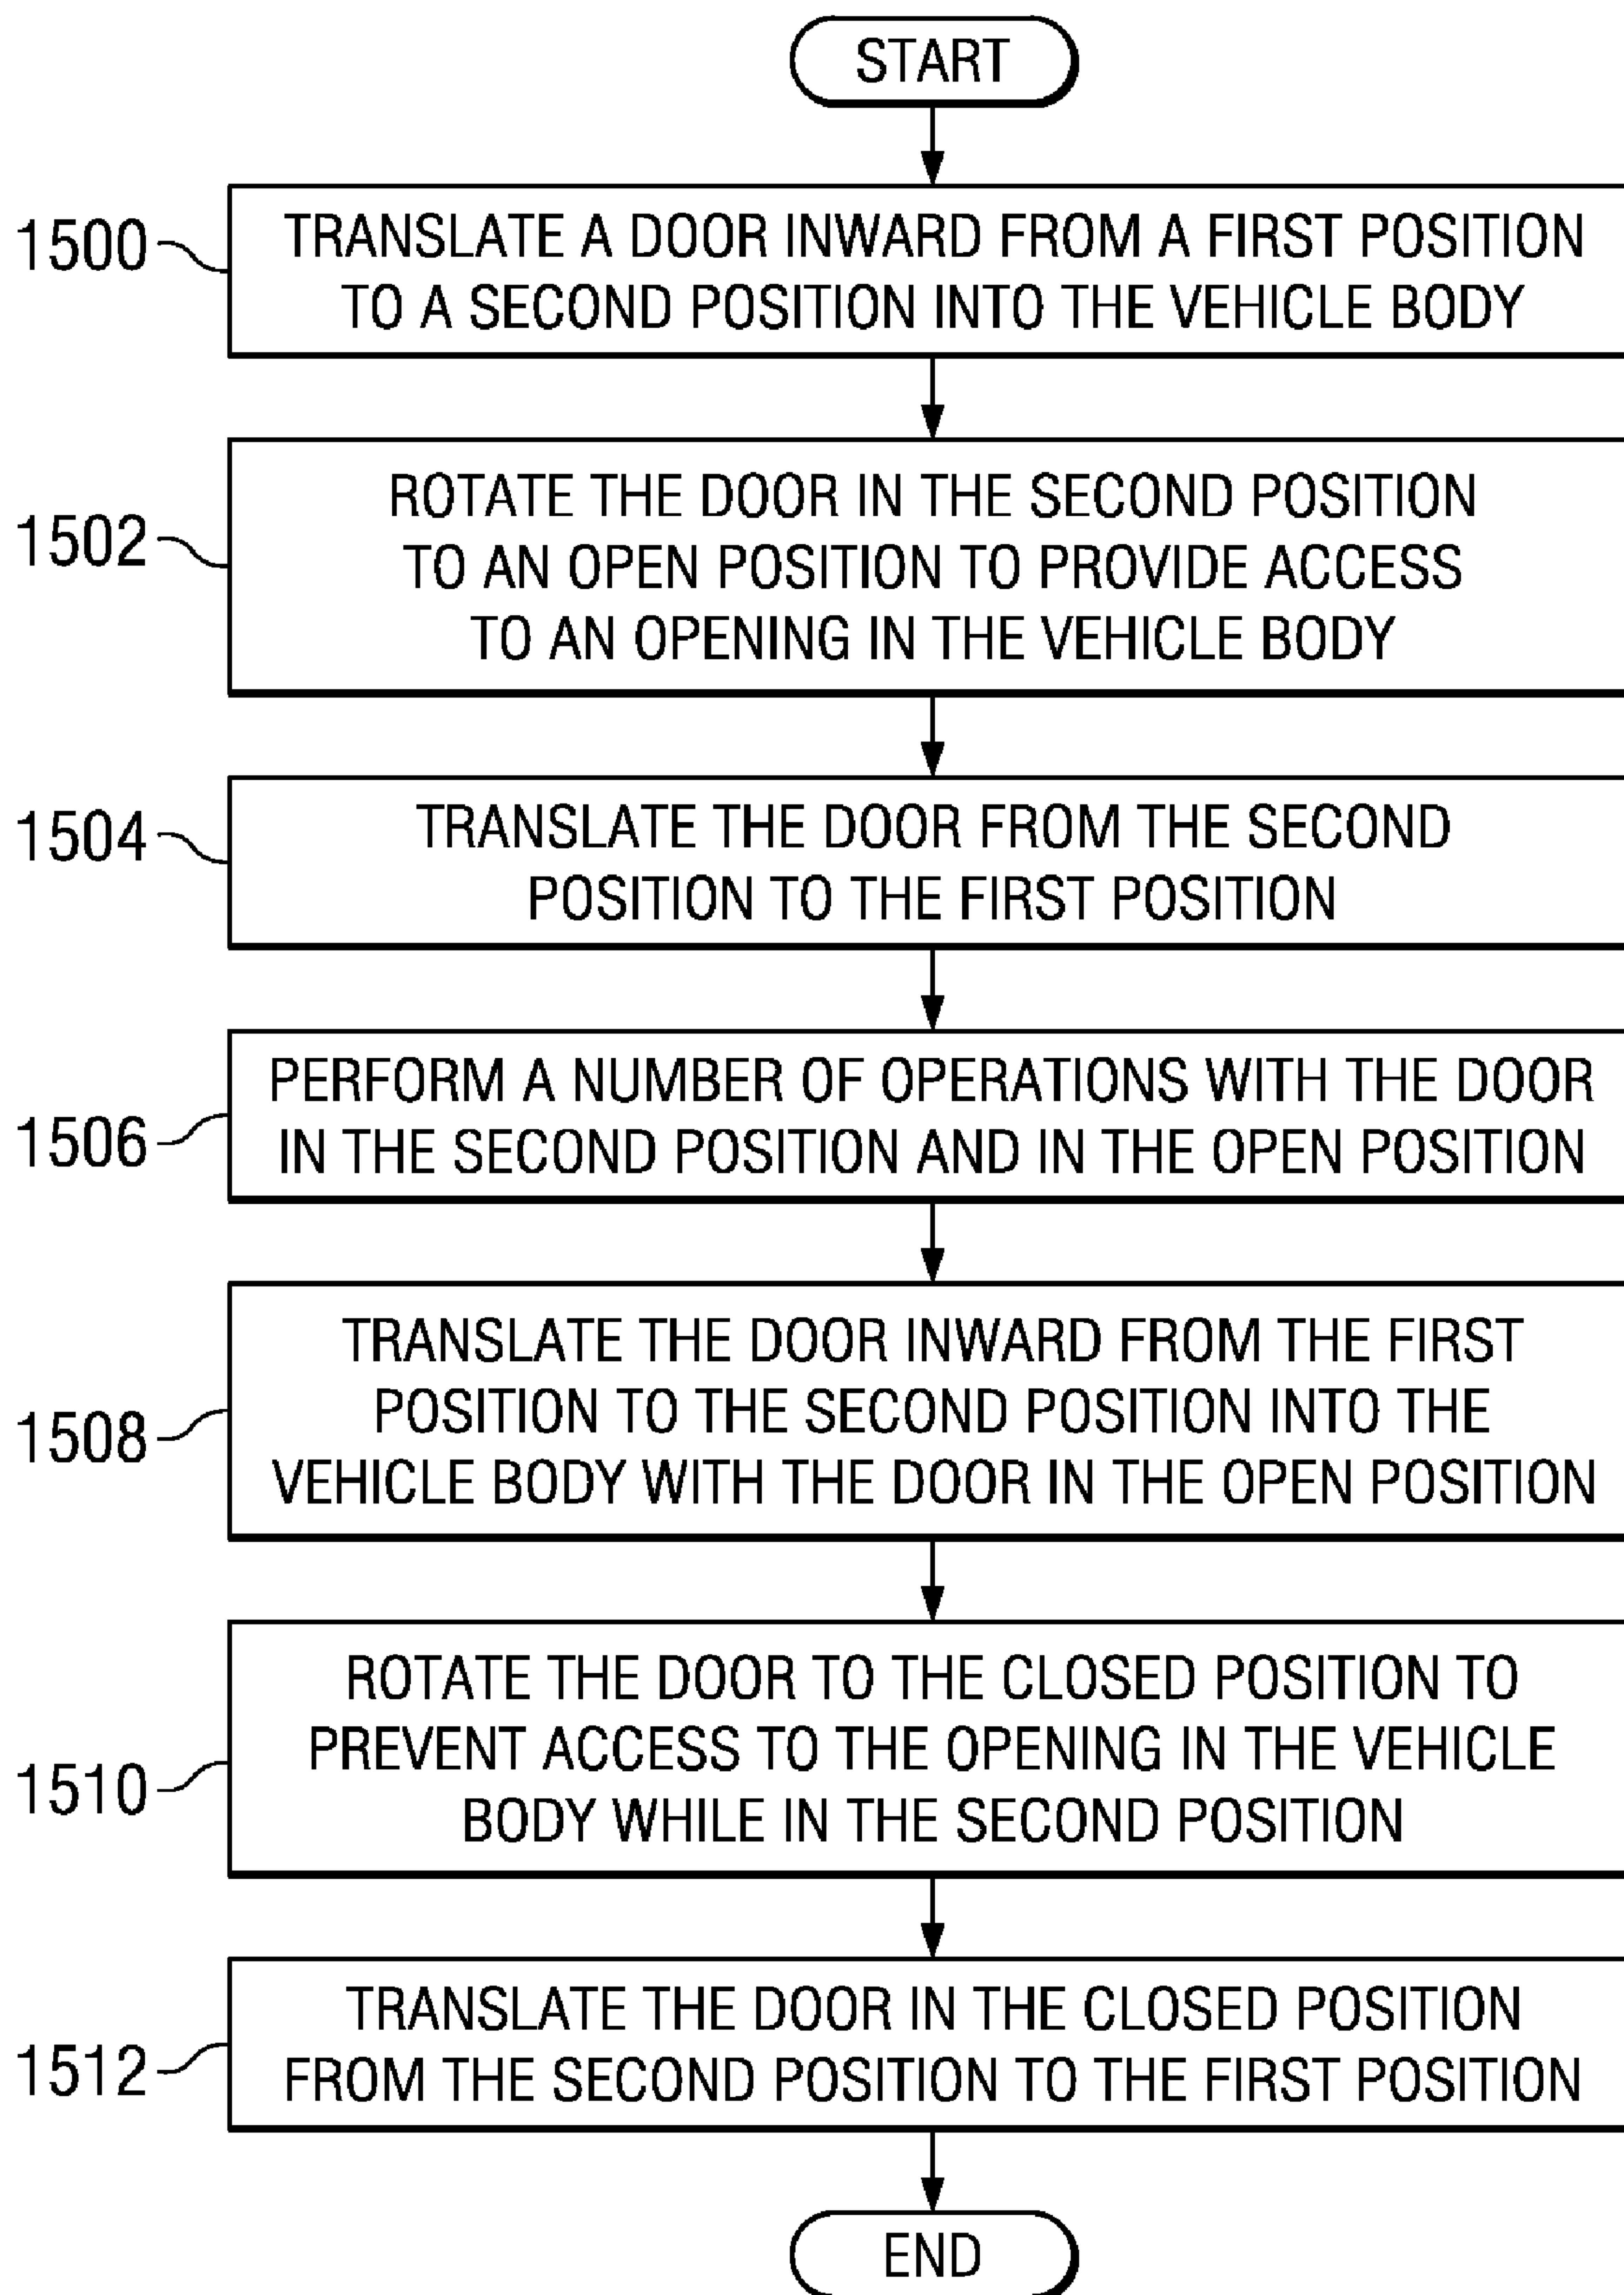 START
1500
TRANSLATE A DOOR INWARD FROM A FIRST POSITION
TO A SECOND POSITION INTO THE VEHICLE BODY
1502
ROTATE THE DOOR IN THE SECOND POSITION
TO AN OPEN POSITION TO PROVIDE ACCESS
TO AN OPENING IN THE VEHICLE BODY
1504
TRANSLATE THE DOOR FROM THE SECOND
POSITION TO THE FIRST POSITION
1506
PERFORM A NUMBER OF OPERATIONS WITH THE DOOR
IN THE SECOND POSITION AND IN THE OPEN POSITION
1508
TRANSLATE THE DOOR INWARD FROM THE FIRST
POSITION TO THE SECOND POSITION INTO THE
VEHICLE BODY WITH THE DOOR IN THE OPEN POSITION
1510
ROTATE THE DOOR TO THE CLOSED POSITION TO
PREVENT ACCESS TO THE OPENING IN THE VEHICLE
BODY WHILE IN THE SECOND POSITION
1512
TRANSLATE THE DOOR IN THE CLOSED POSITION
FROM THE SECOND POSITION TO THE FIRST POSITION
END